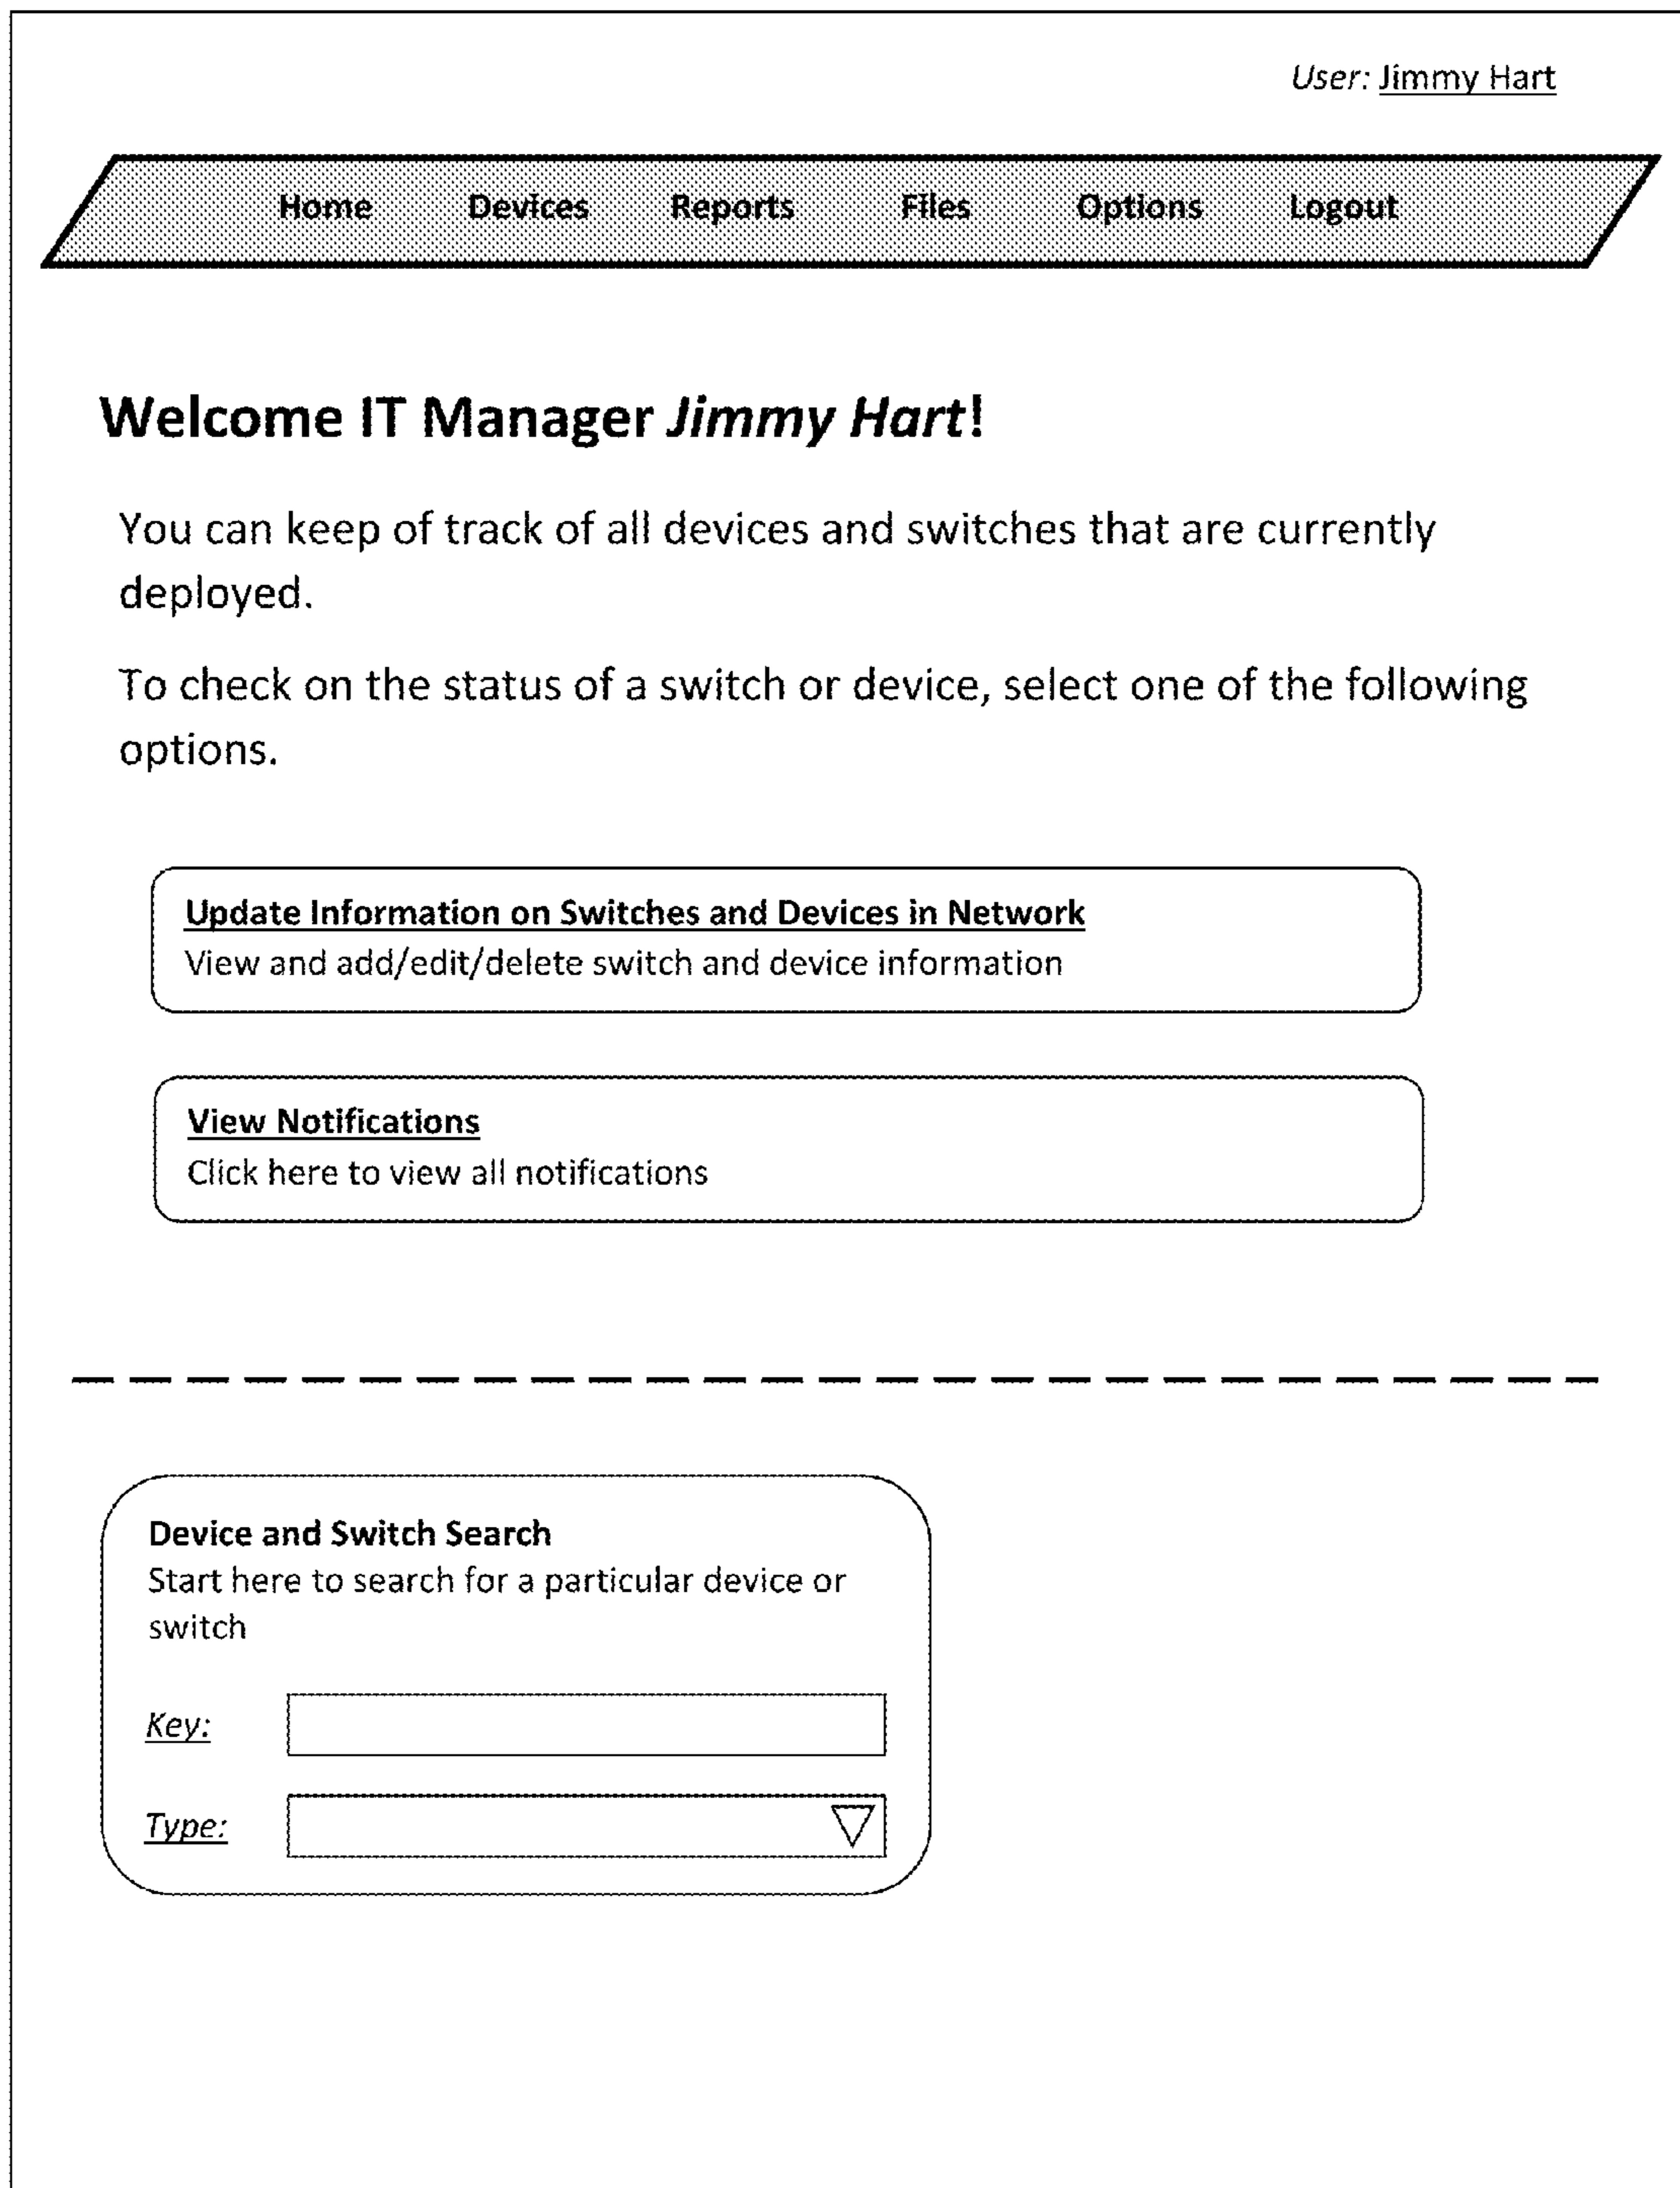 User: Jimmy Hart
Home Devices Reports Files Options Logout
Welcome IT Manager Jimmy Hart!
You can keep of track of all devices and switches that are currently
deployed.
To check on the status of a switch or device, select one of the following
options.
Update Information on Switches and Devices in Network
View and add/edit/delete switch and device information
View Notifications
Click here to view all notifications
Device and Switch Search
Start here to search for a particular device or
switch
Key:
Type: